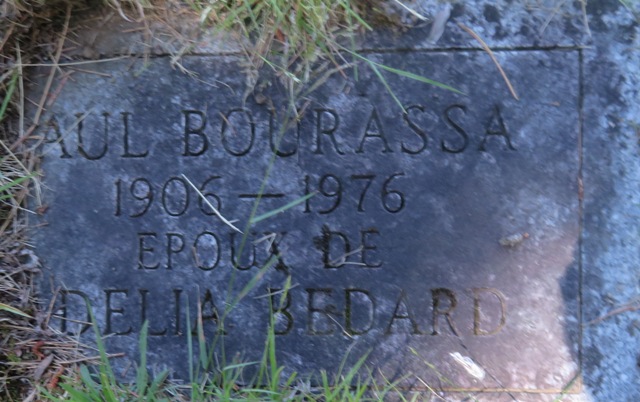 AUL BOURASSA
1906 — 1976
EPOUX DE
DELIA BEDARD